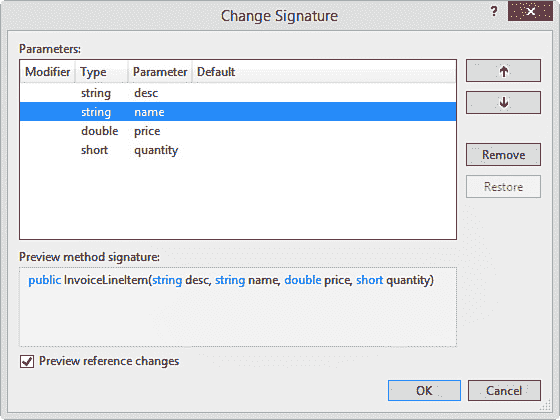 Change Signature
?
Parameters:
Modifier Type Parameter Default
string desc
string name
double price
short quantity
Remove
Restore
Preview method signature:
public InvoiceLineItem(string desc, string name, double price, short quantity)
Preview reference changes
OK Cancel